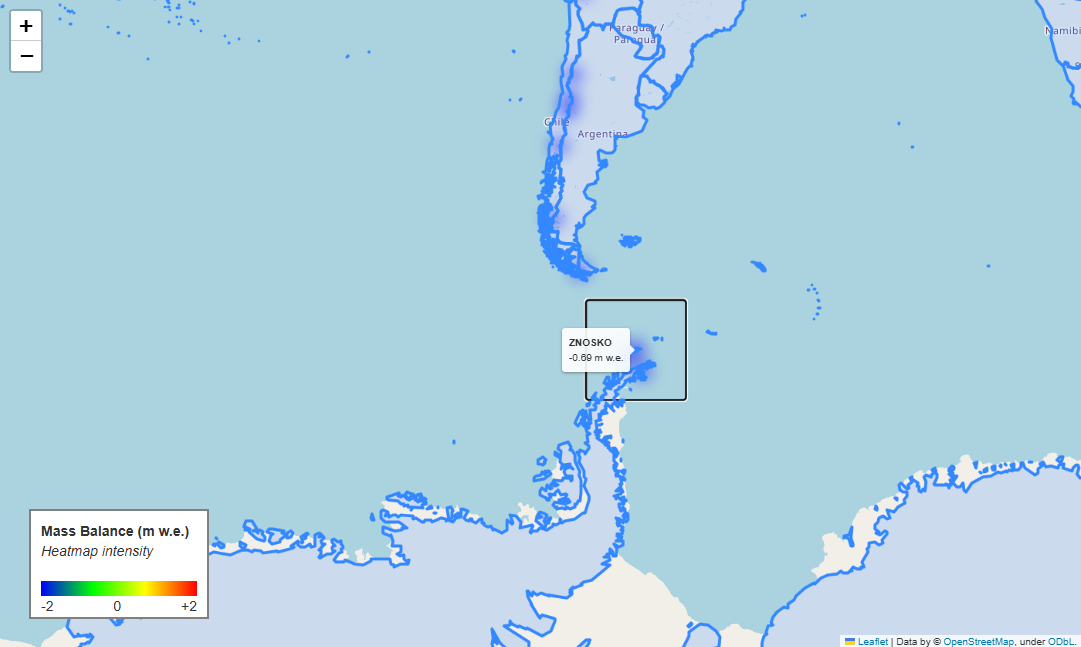 +
−
Paraguay /
Paraguá
Namibi
Chile
Argentina
ZNOSKO
-0.69 m w.e.
Mass Balance (m w.e.)
Heatmap intensity
-2 0 +2
Leaflet | Data by © OpenStreetMap, under ODbL.